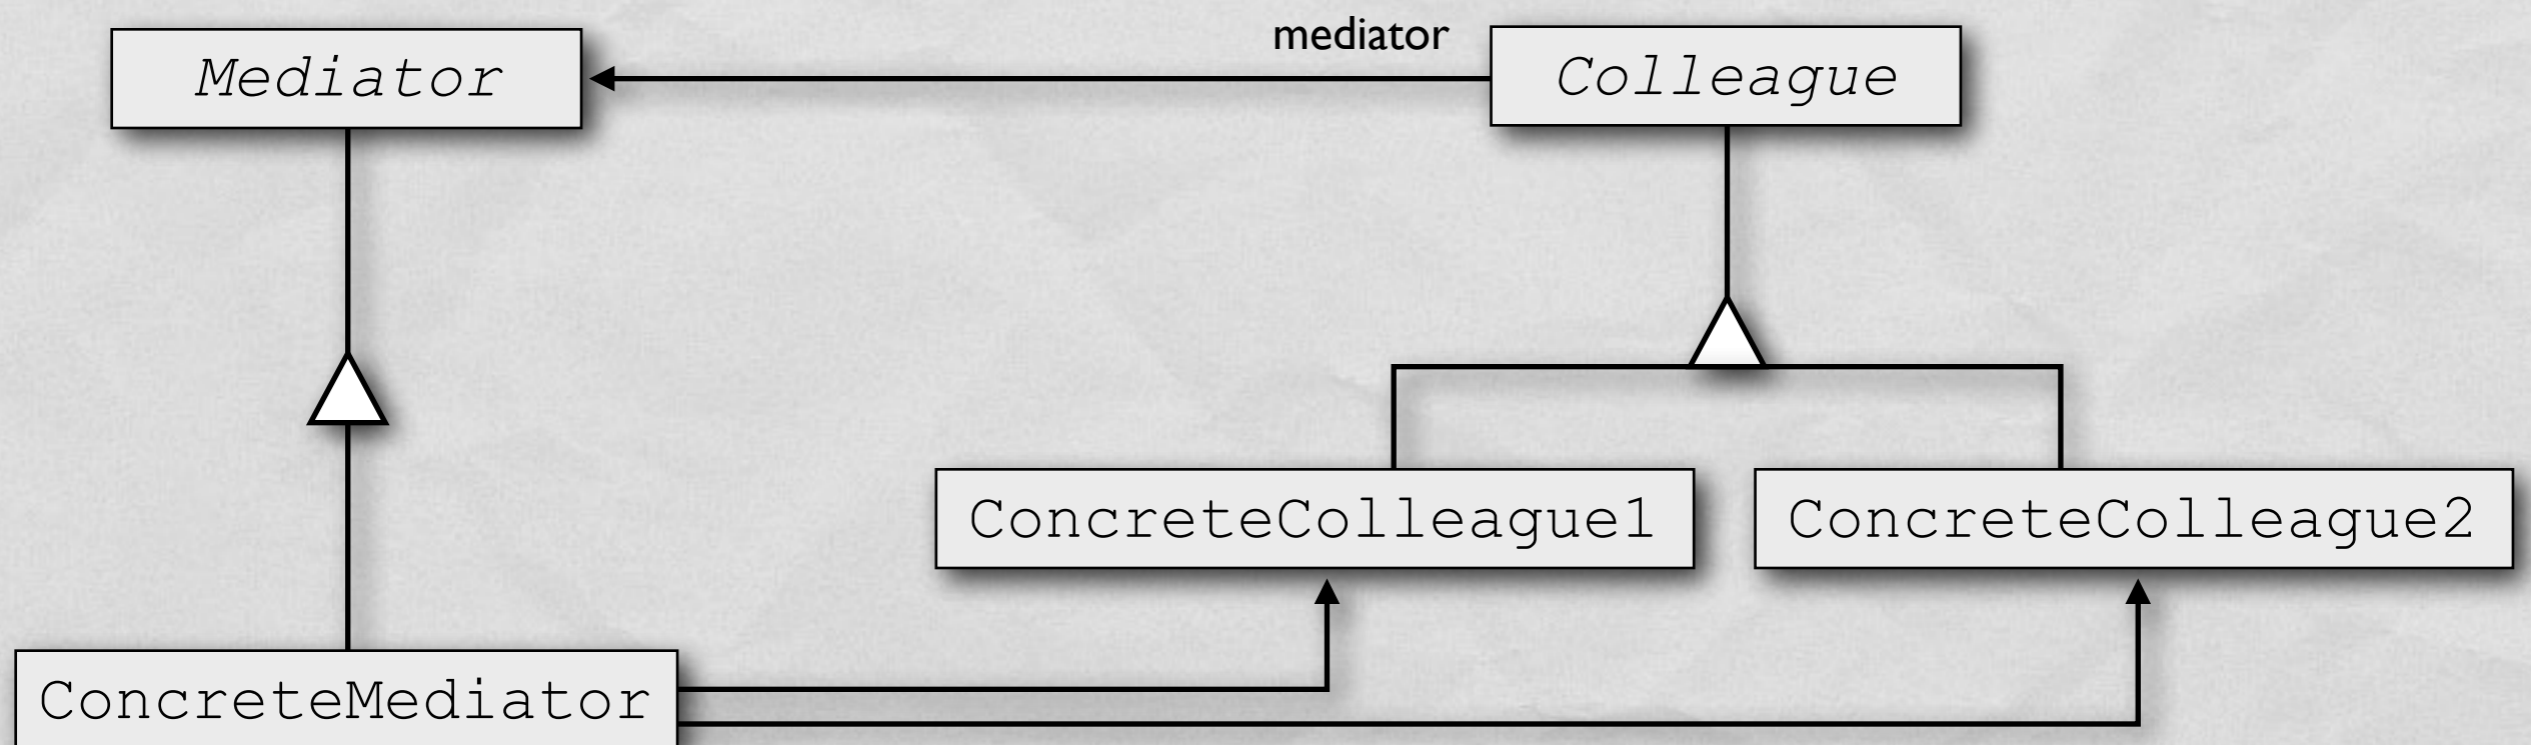 mediator
Mediator
Colleague
ConcreteColleague1
ConcreteColleague2
ConcreteMediator